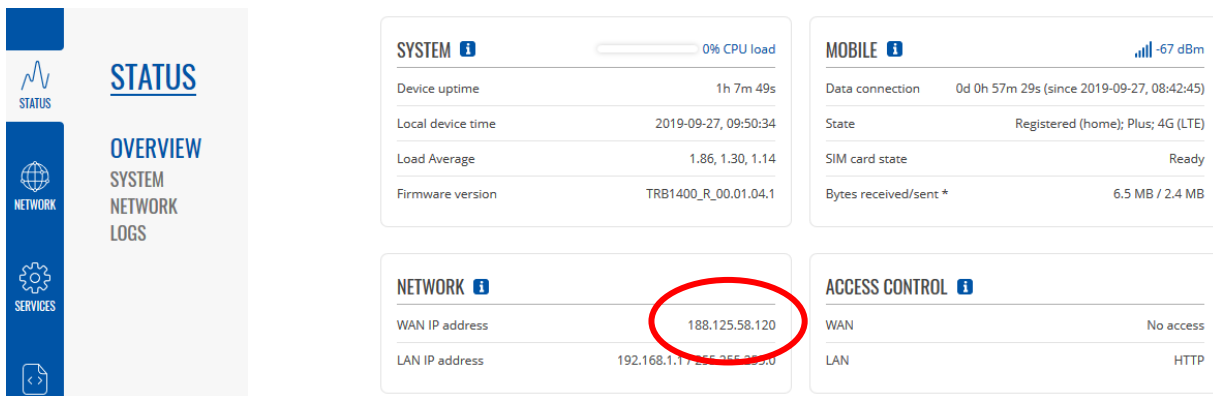 STATUS
NETWORK
SERVICES
STATUS
OVERVIEW
SYSTEM
NETWORK
LOGS
SYSTEM i
0% CPU load
Device uptime 1h 7m 49s
Local device time 2019-09-27, 09:50:34
Load Average 1.86, 1.30, 1.14
Firmware version TRB1400_R_00.01.04.1
MOBILE i
-67 dBm
Data connection 0d 0h 57m 29s (since 2019-09-27, 08:42:45)
State Registered (home); Plus; 4G (LTE)
SIM card state Ready
Bytes received/sent * 6.5 MB / 2.4 MB
NETWORK i
WAN IP address 188.125.58.120
LAN IP address 192.168.1.1 / 255.255.255.0
ACCESS CONTROL i
WAN No access
LAN HTTP